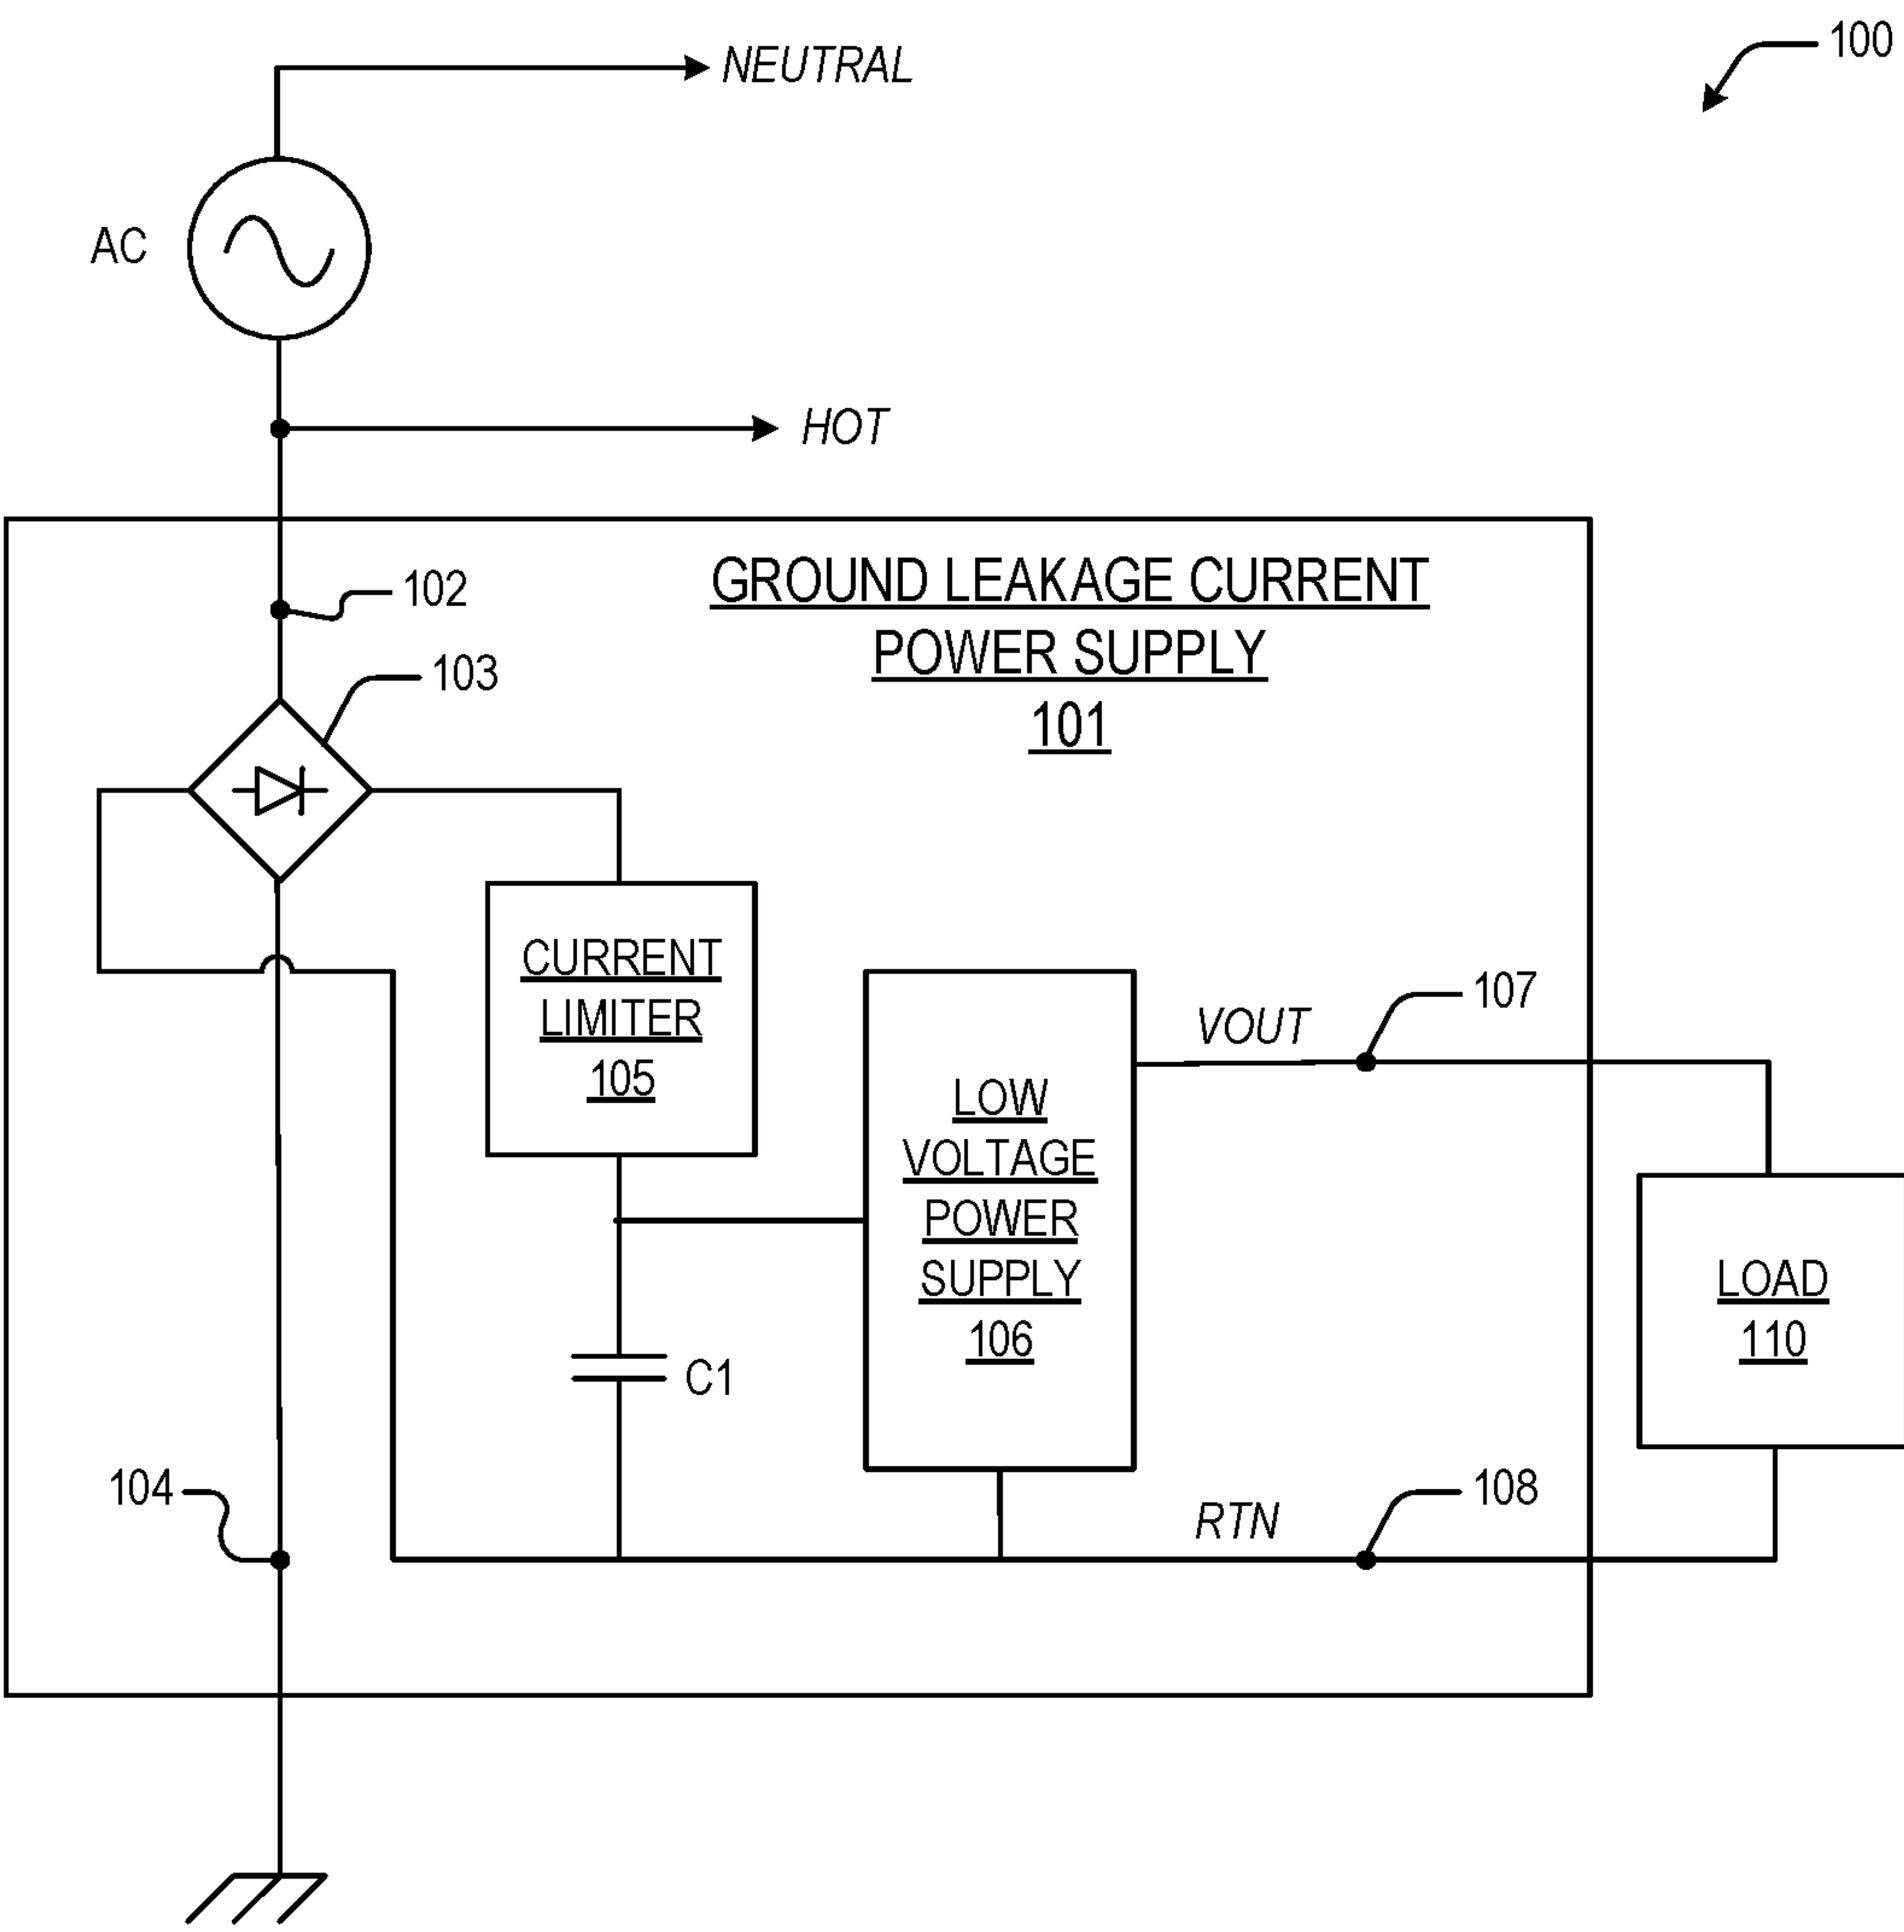 NEUTRAL
100
AC
HOT
GROUND LEAKAGE CURRENT
POWER SUPPLY
101
102
103
CURRENT
LIMITER
105
107
VOUT
LOW
VOLTAGE
POWER
SUPPLY
106
LOAD
110
C1
104
RTN
108